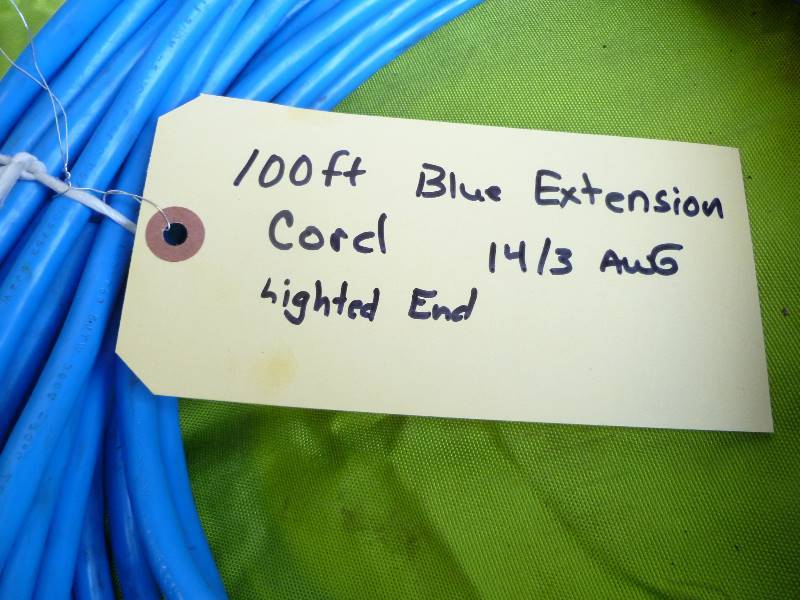 100ft Blue Extension
Cord 14/3 AWG
Lighted End